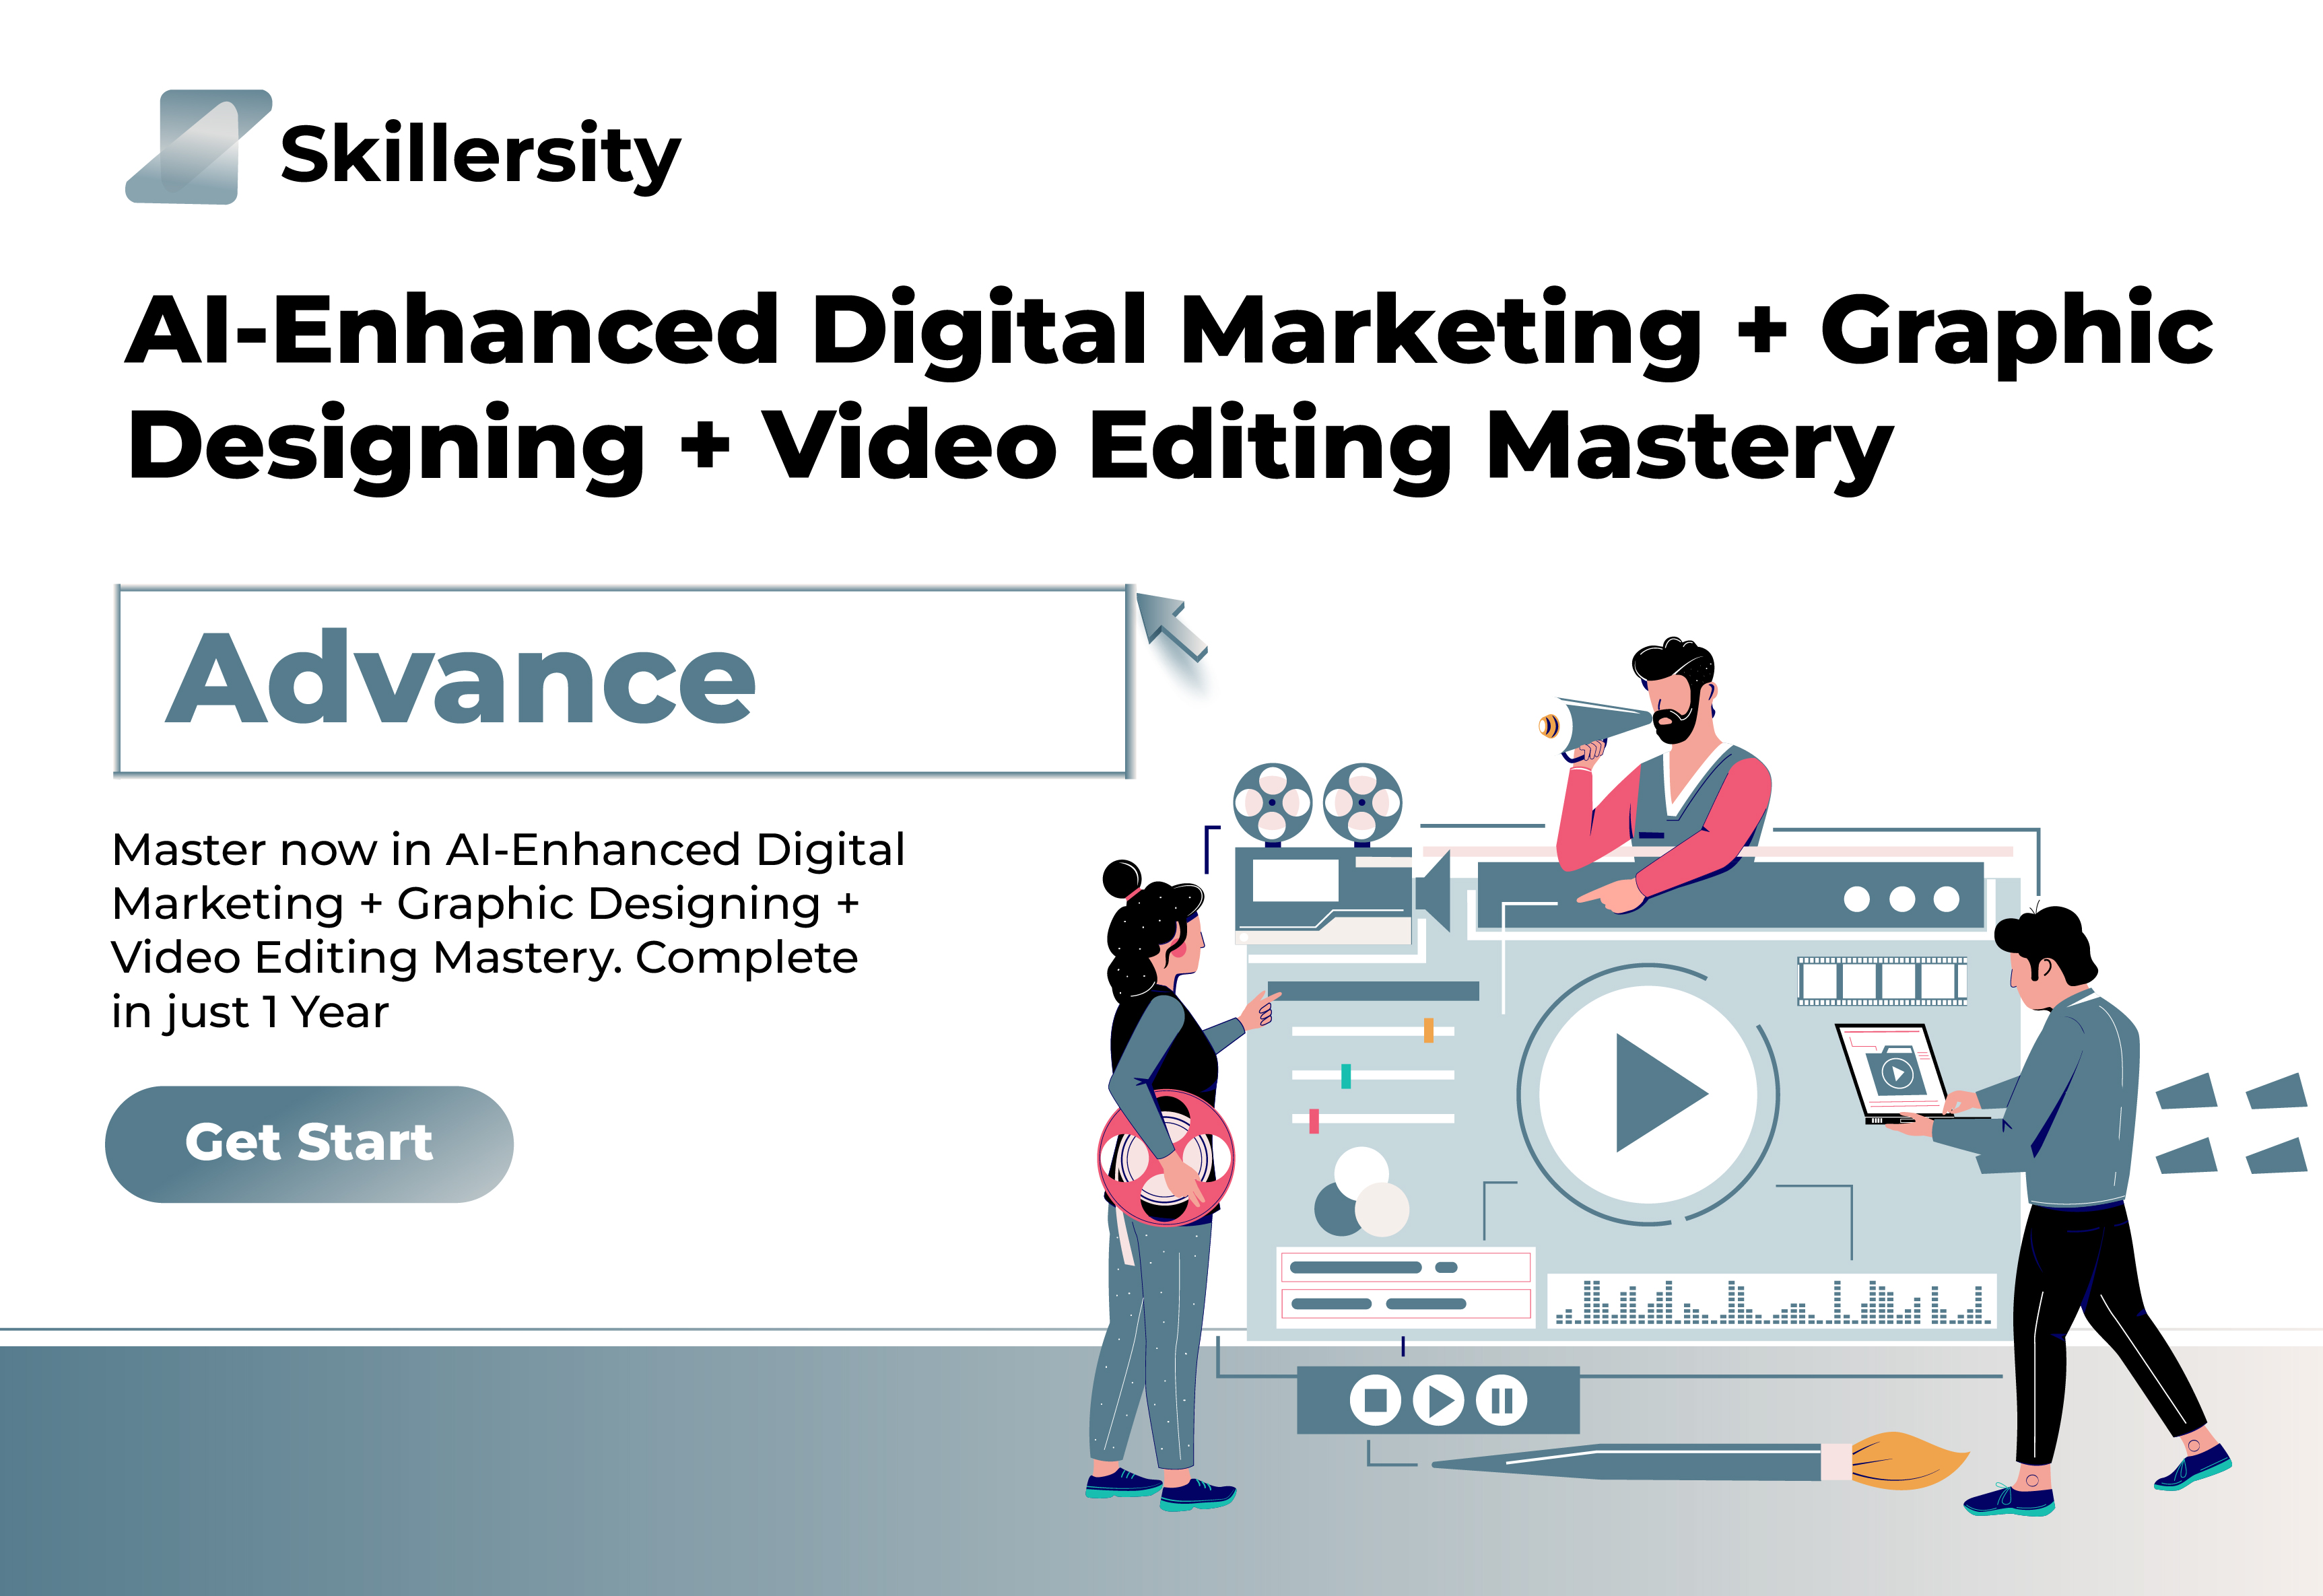 Skillersity
AI-Enhanced Digital Marketing + Graphic
Designing + Video Editing Mastery
Advance
Master now in AI-Enhanced Digital
Marketing + Graphic Designing +
Video Editing Mastery. Complete
in just 1 Year
Get Start